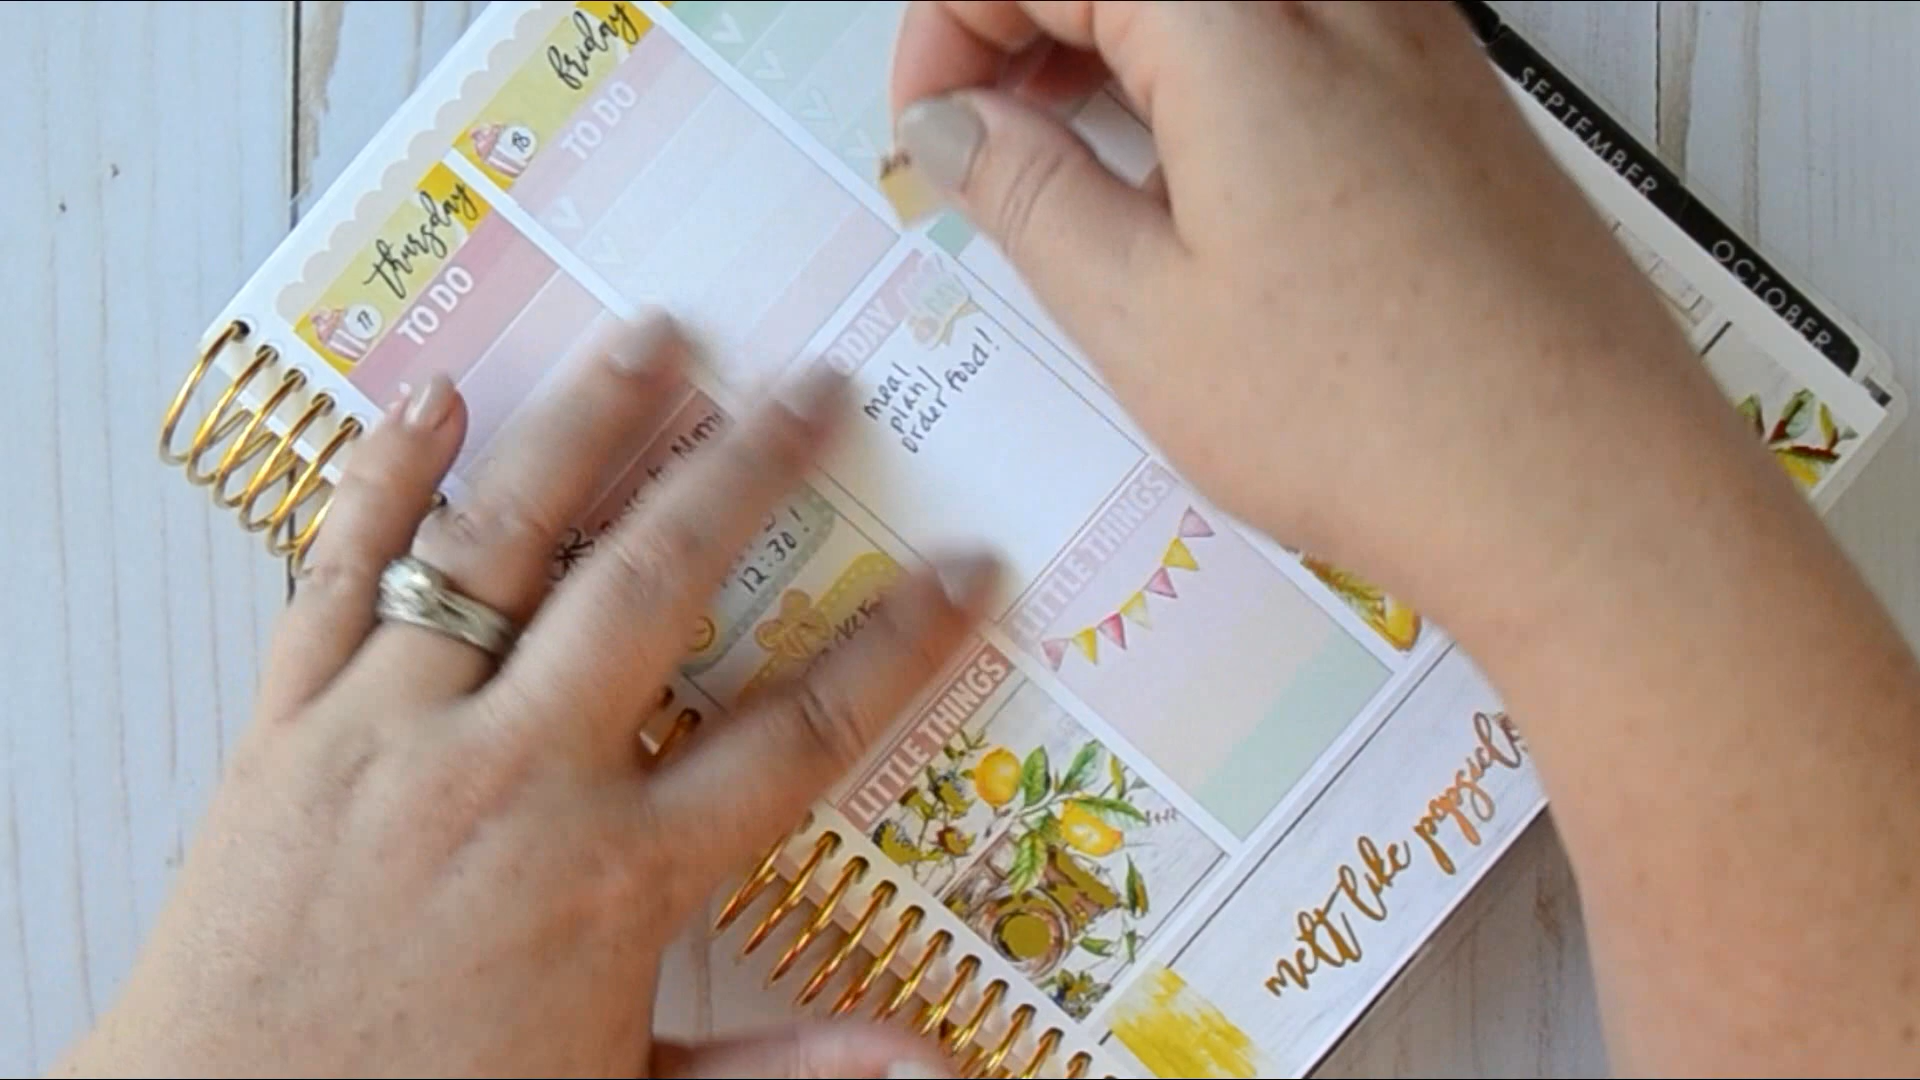 thursday
17
TO DO
friday
18
TO DO
12:30!
TODAY
meal
plan/
order Food!
LITTLE THINGS
LITTLE THINGS
melt like
SEPTEMBER
OCTOBER